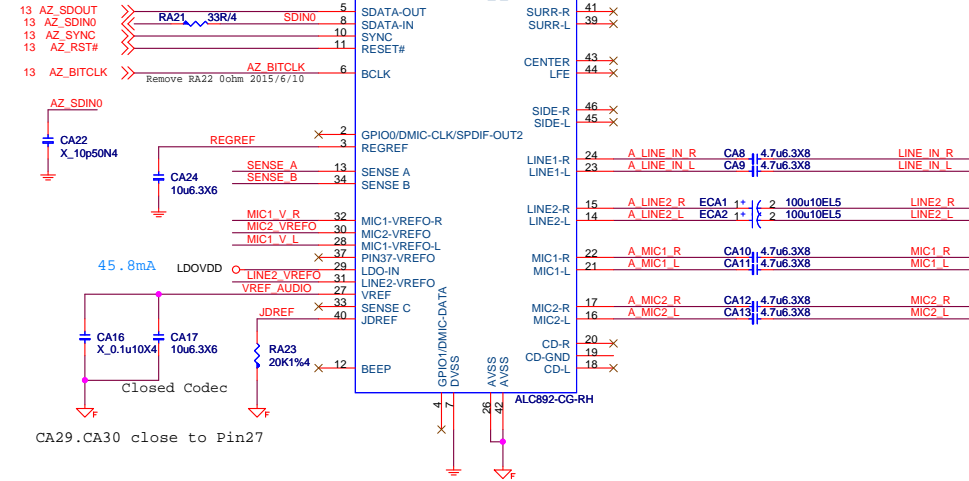 13 AZ_SDOUT 5 SDATA-OUT SURR-R 41
13 AZ_SDIN0 RA21 33R/4 SDIN0 8 SDATA-IN SURR-L 39
13 AZ_SYNC 10 SYNC
13 AZ_RST# 11 RESET#
CENTER 43
13 AZ_BITCLK AZ_BITCLK 6 BCLK LFE 44
Remove RA22 0ohm 2015/6/10
AZ_SDIN0
SIDE-R 46
SIDE-L 45
CA22
X_10p50N4
2 GPIO0/DMIC-CLK/SPDIF-OUT2
REGREF 3 REGREF
LINE1-R 24 A_LINE_IN_R CA8 4.7u6.3X8 LINE_IN_R
LINE1-L 23 A_LINE_IN_L CA9 4.7u6.3X8 LINE_IN_L
SENSE_A 13 SENSE A
SENSE_B 34 SENSE B
CA24
10u6.3X6
LINE2-R 15 A_LINE2_R ECA1 1 + 2 100u10EL5 LINE2_R
LINE2-L 14 A_LINE2_L ECA2 1 + 2 100u10EL5 LINE2_L
MIC1_V_R 32 MIC1-VREFO-R
MIC2_VREFO 30 MIC2-VREFO
MIC1_V_L 28 MIC1-VREFO-L
37 PIN37-VREFO
MIC1-R 22 A_MIC1_R CA10 4.7u6.3X8 MIC1_R
MIC1-L 21 A_MIC1_L CA11 4.7u6.3X8 MIC1_L
45.8mA LDOVDD 29 LDO-IN
LINE2_VREFO 31 LINE2-VREFO
VREF_AUDIO 27 VREF
33 SENSE C
JDREF 40 JDREF
MIC2-R 17 A_MIC2_R CA12 4.7u6.3X8 MIC2_R
MIC2-L 16 A_MIC2_L CA13 4.7u6.3X8 MIC2_L
CA16
X_0.1u10X4
CA17
10u6.3X6
RA23
20K1%4
CD-R 20
CD-GND 19
CD-L 18
12 BEEP
GPIO1/DMIC-DATA
DVSS
AVSS
AVSS
Closed Codec
4 7 26 42
ALC892-CG-RH
F F F
CA29.CA30 close to Pin27